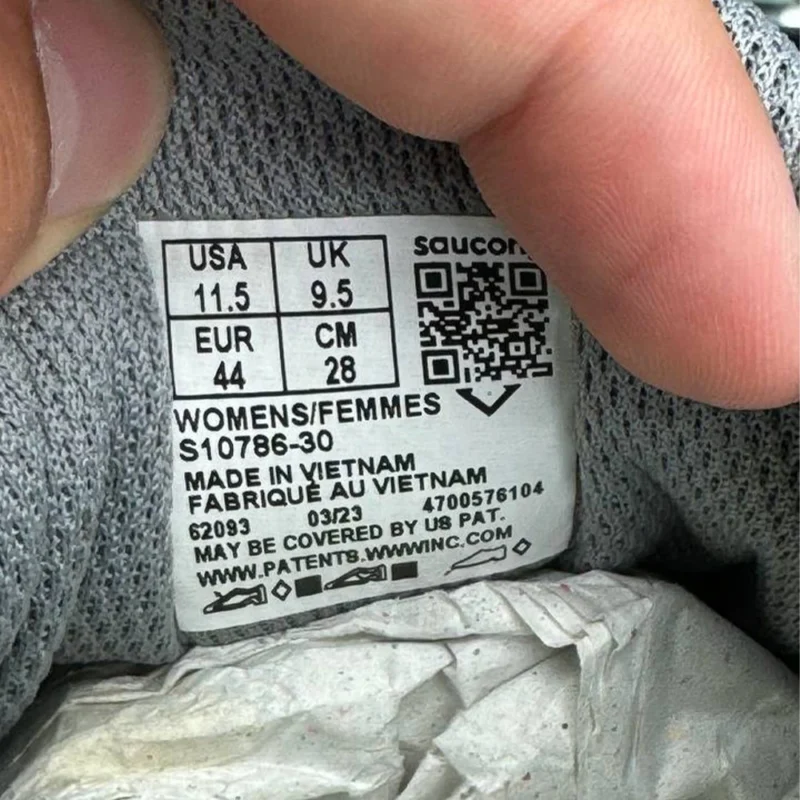 USA UK
11.5 9.5
EUR CM
44 28
saucon
WOMENS/FEMMES
S10786-30
MADE IN VIETNAM
FABRIQUÉ AU VIETNAM
62093 03/23 4700576104
MAY BE COVERED BY US PAT.
WWW.PATENTS.WWWINC.COM